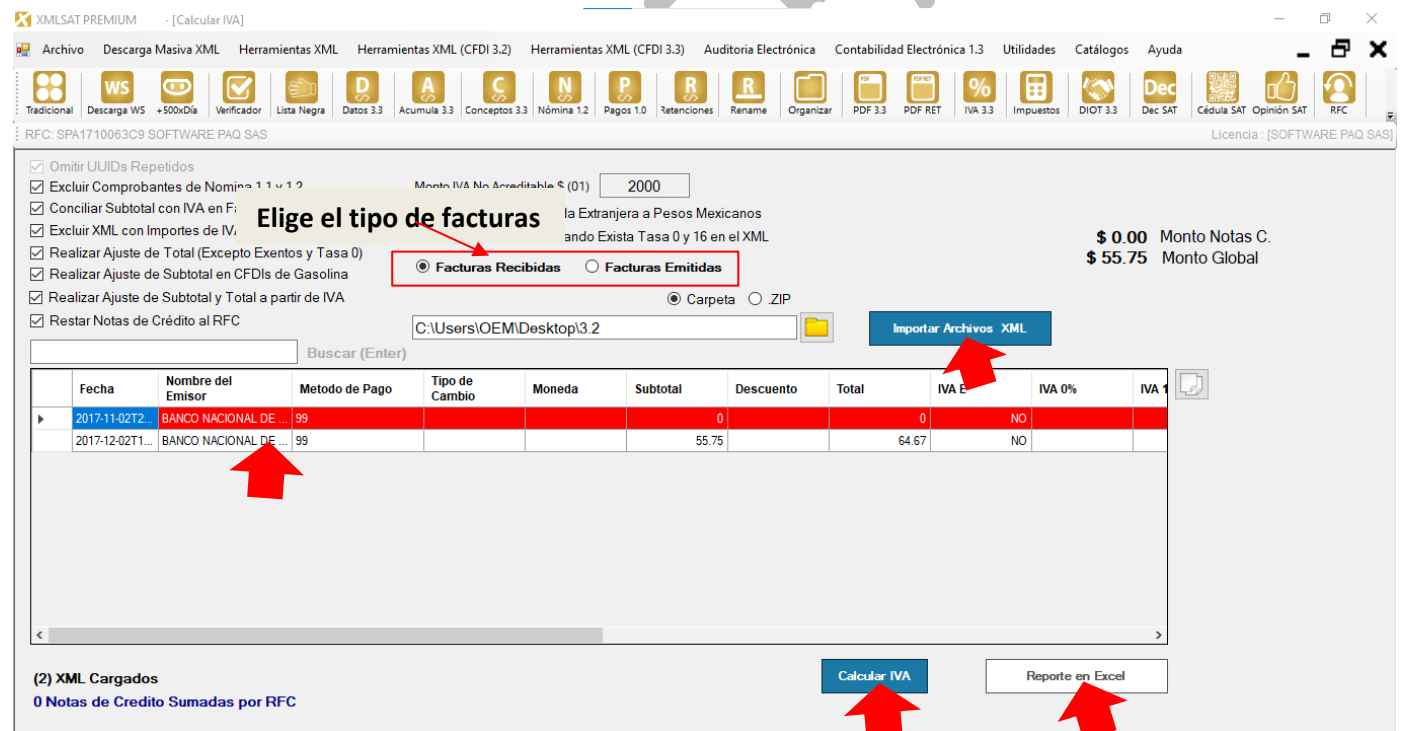 XMLSAT PREMIUM - [Calcular IVA]
Archivo Descarga Masiva XML Herramientas XML Herramientas XML (CFDI 3.2) Herramientas XML (CFDI 3.3) Auditoria Electrónica Contabilidad Electrónica 1.3 Utilidades Catálogos Ayuda
WS D A C N P R R PDF PDF RET % Dec
Tradicional Descarga WS +500xDía Verificador Lista Negra Datos 3.3 Acumula 3.3 Conceptos 3.3 Nómina 1.2 Pagos 1.0 Retenciones Rename Organizar PDF 3.3 PDF RET IVA 3.3 Impuestos DIOT 3.3 Dec SAT Cédula SAT Opinión SAT RFC
RFC: SPA1710063C9 SOFTWARE PAQ SAS Licencia : [SOFTWARE PAQ SAS]
Omitir UUIDs Repetidos
Excluir Comprobantes de Nomina 1.1 y 1.2 Monto IVA No Acreditable $ (01) 2000
Conciliar Subtotal con IVA en Extranjera a Pesos Mexicanos
Elige el tipo de facturas
Excluir XML con Importes de Exista Tasa 0 y 16 en el XML $ 0.00 Monto Notas C.
Realizar Ajuste de Total (Excepto Exentos y Tasa 0) $ 55.75 Monto Global
Realizar Ajuste de Subtotal en CFDIs de Gasolina Facturas Recibidas Facturas Emitidas
Realizar Ajuste de Subtotal y Total a partir de IVA Carpeta .ZIP
Restar Notas de Crédito al RFC C:\Users\OEM\Desktop\3.2 Importar Archivos XML
Buscar (Enter)
Fecha Nombre del Emisor Metodo de Pago Tipo de Cambio Moneda Subtotal Descuento Total IVA E IVA 0% IVA 1
2017-11-02T2... BANCO NACIONAL DE ... 99 0 0 NO
2017-12-02T1... BANCO NACIONAL DE ... 99 55.75 64.67 NO
(2) XML Cargados Calcular IVA Reporte en Excel
0 Notas de Credito Sumadas por RFC